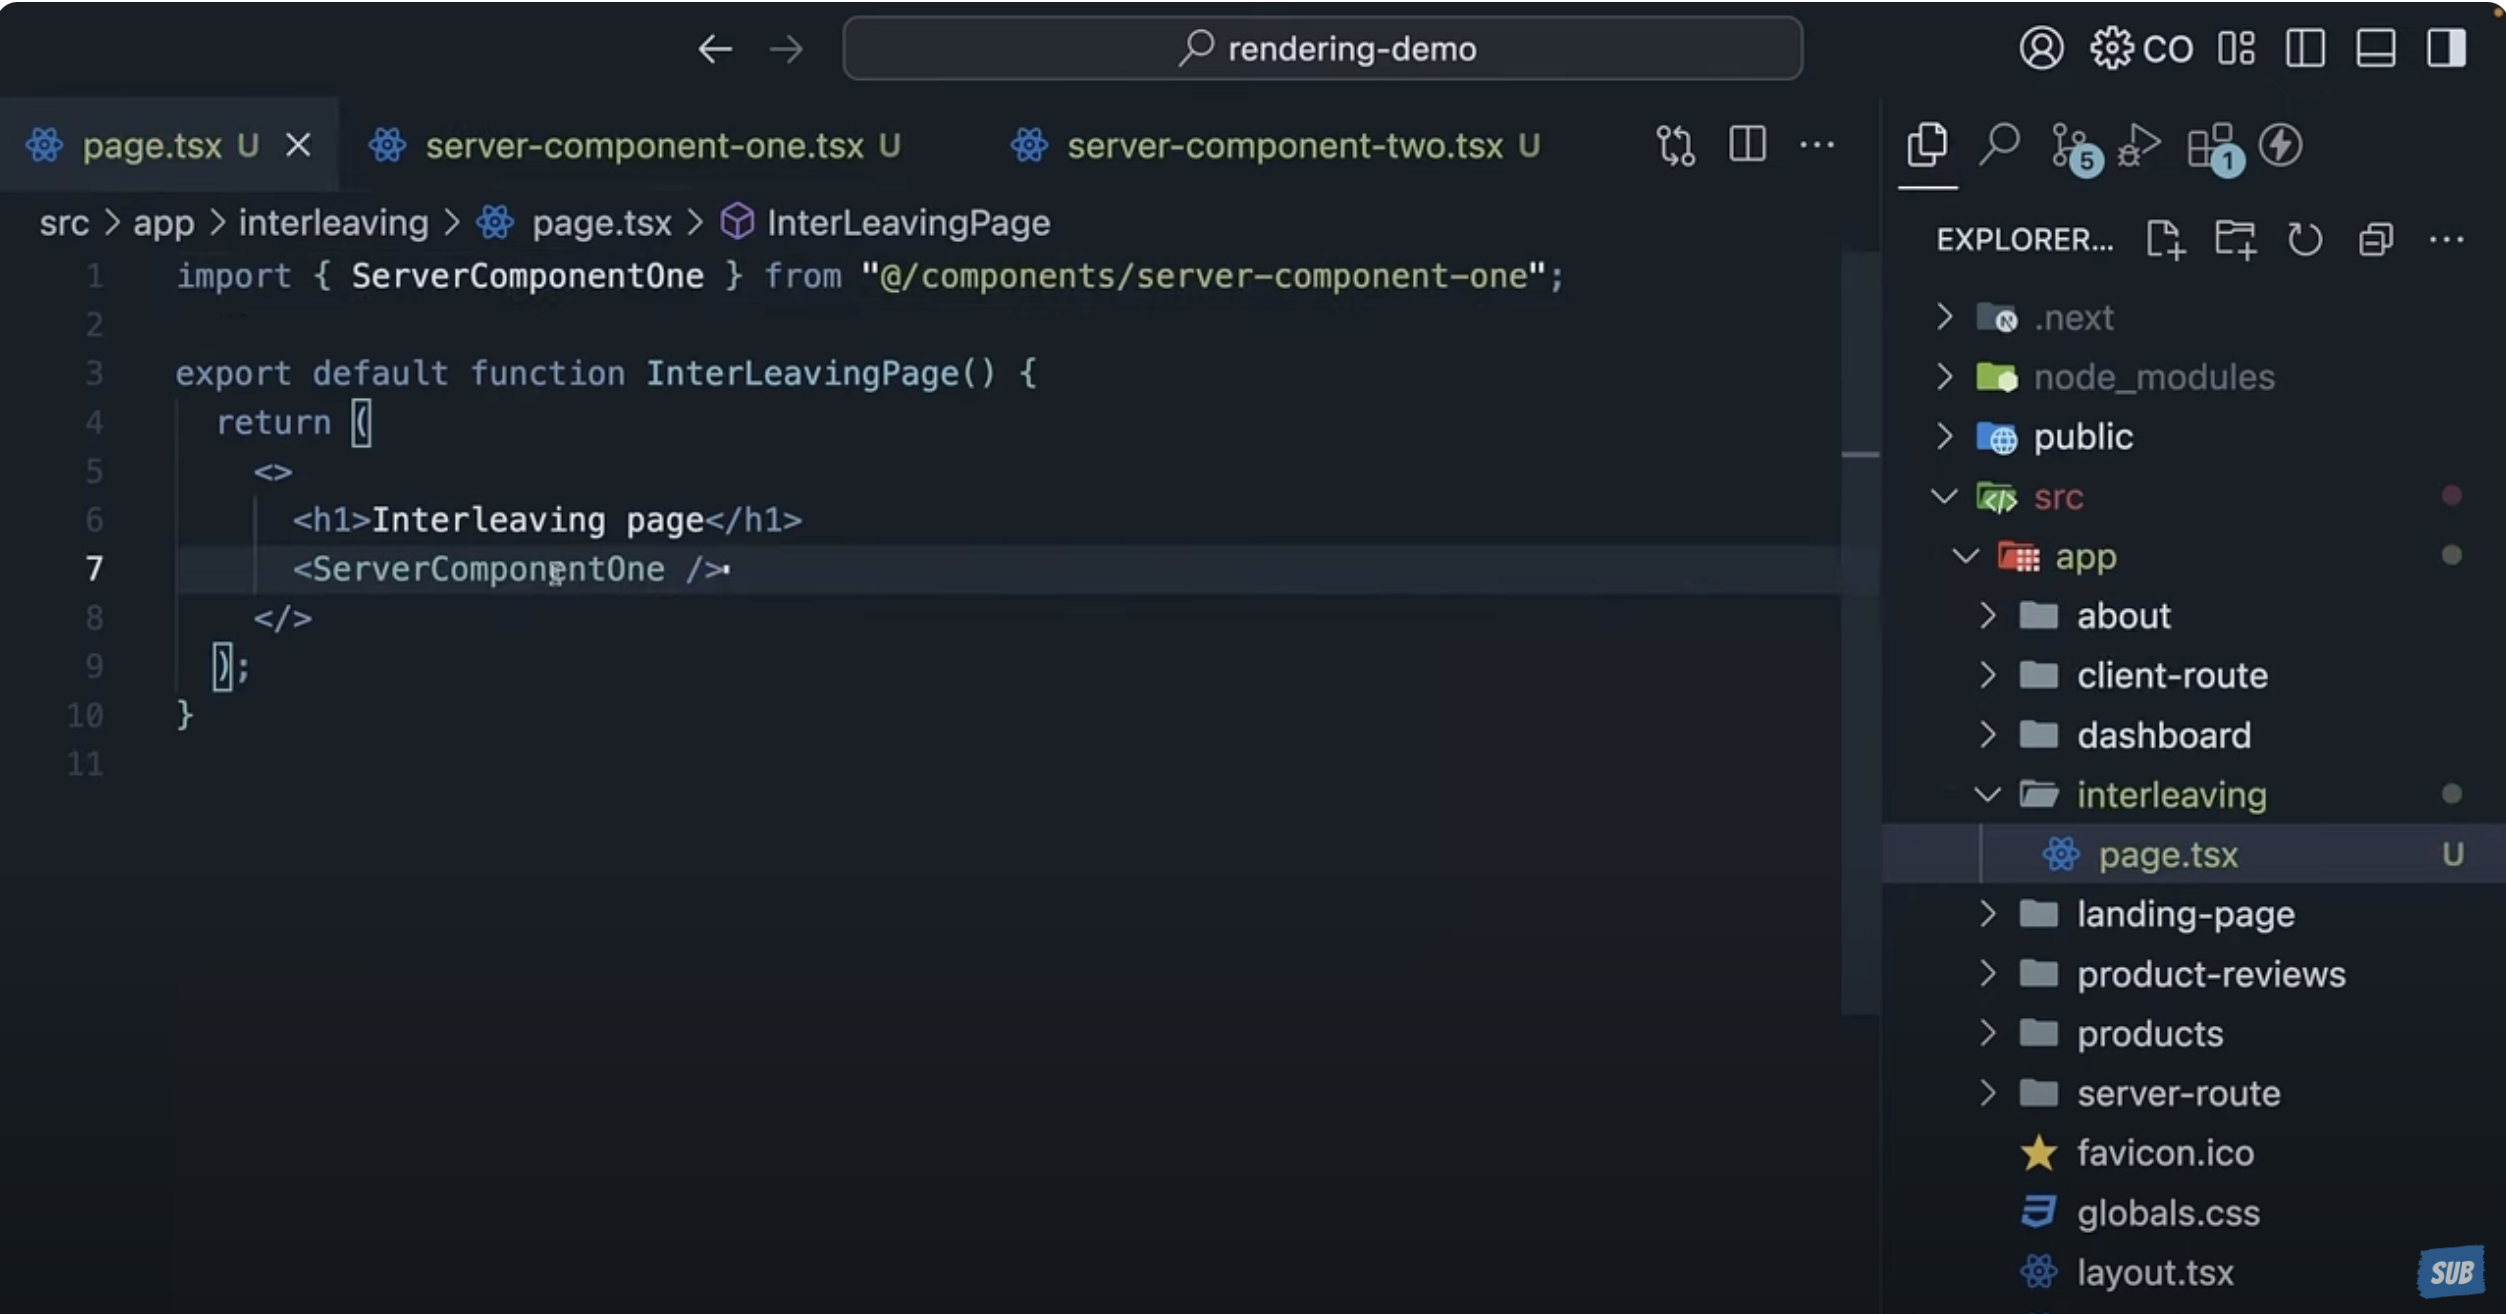 rendering-demo
CO
page.tsx U
server-component-one.tsx U
server-component-two.tsx U
5
1
src > app > interleaving > page.tsx > InterLeavingPage
1 import { ServerComponentOne } from "@/components/server-component-one";
2
3 export default function InterLeavingPage() {
4 return (
5 <>
6 <h1>Interleaving page</h1>
7 <ServerComponentOne />
8 </>
9 );
10 }
11
EXPLORER...
.next
node_modules
public
src
app
about
client-route
dashboard
interleaving
page.tsx U
landing-page
product-reviews
products
server-route
favicon.ico
globals.css
layout.tsx
SUB